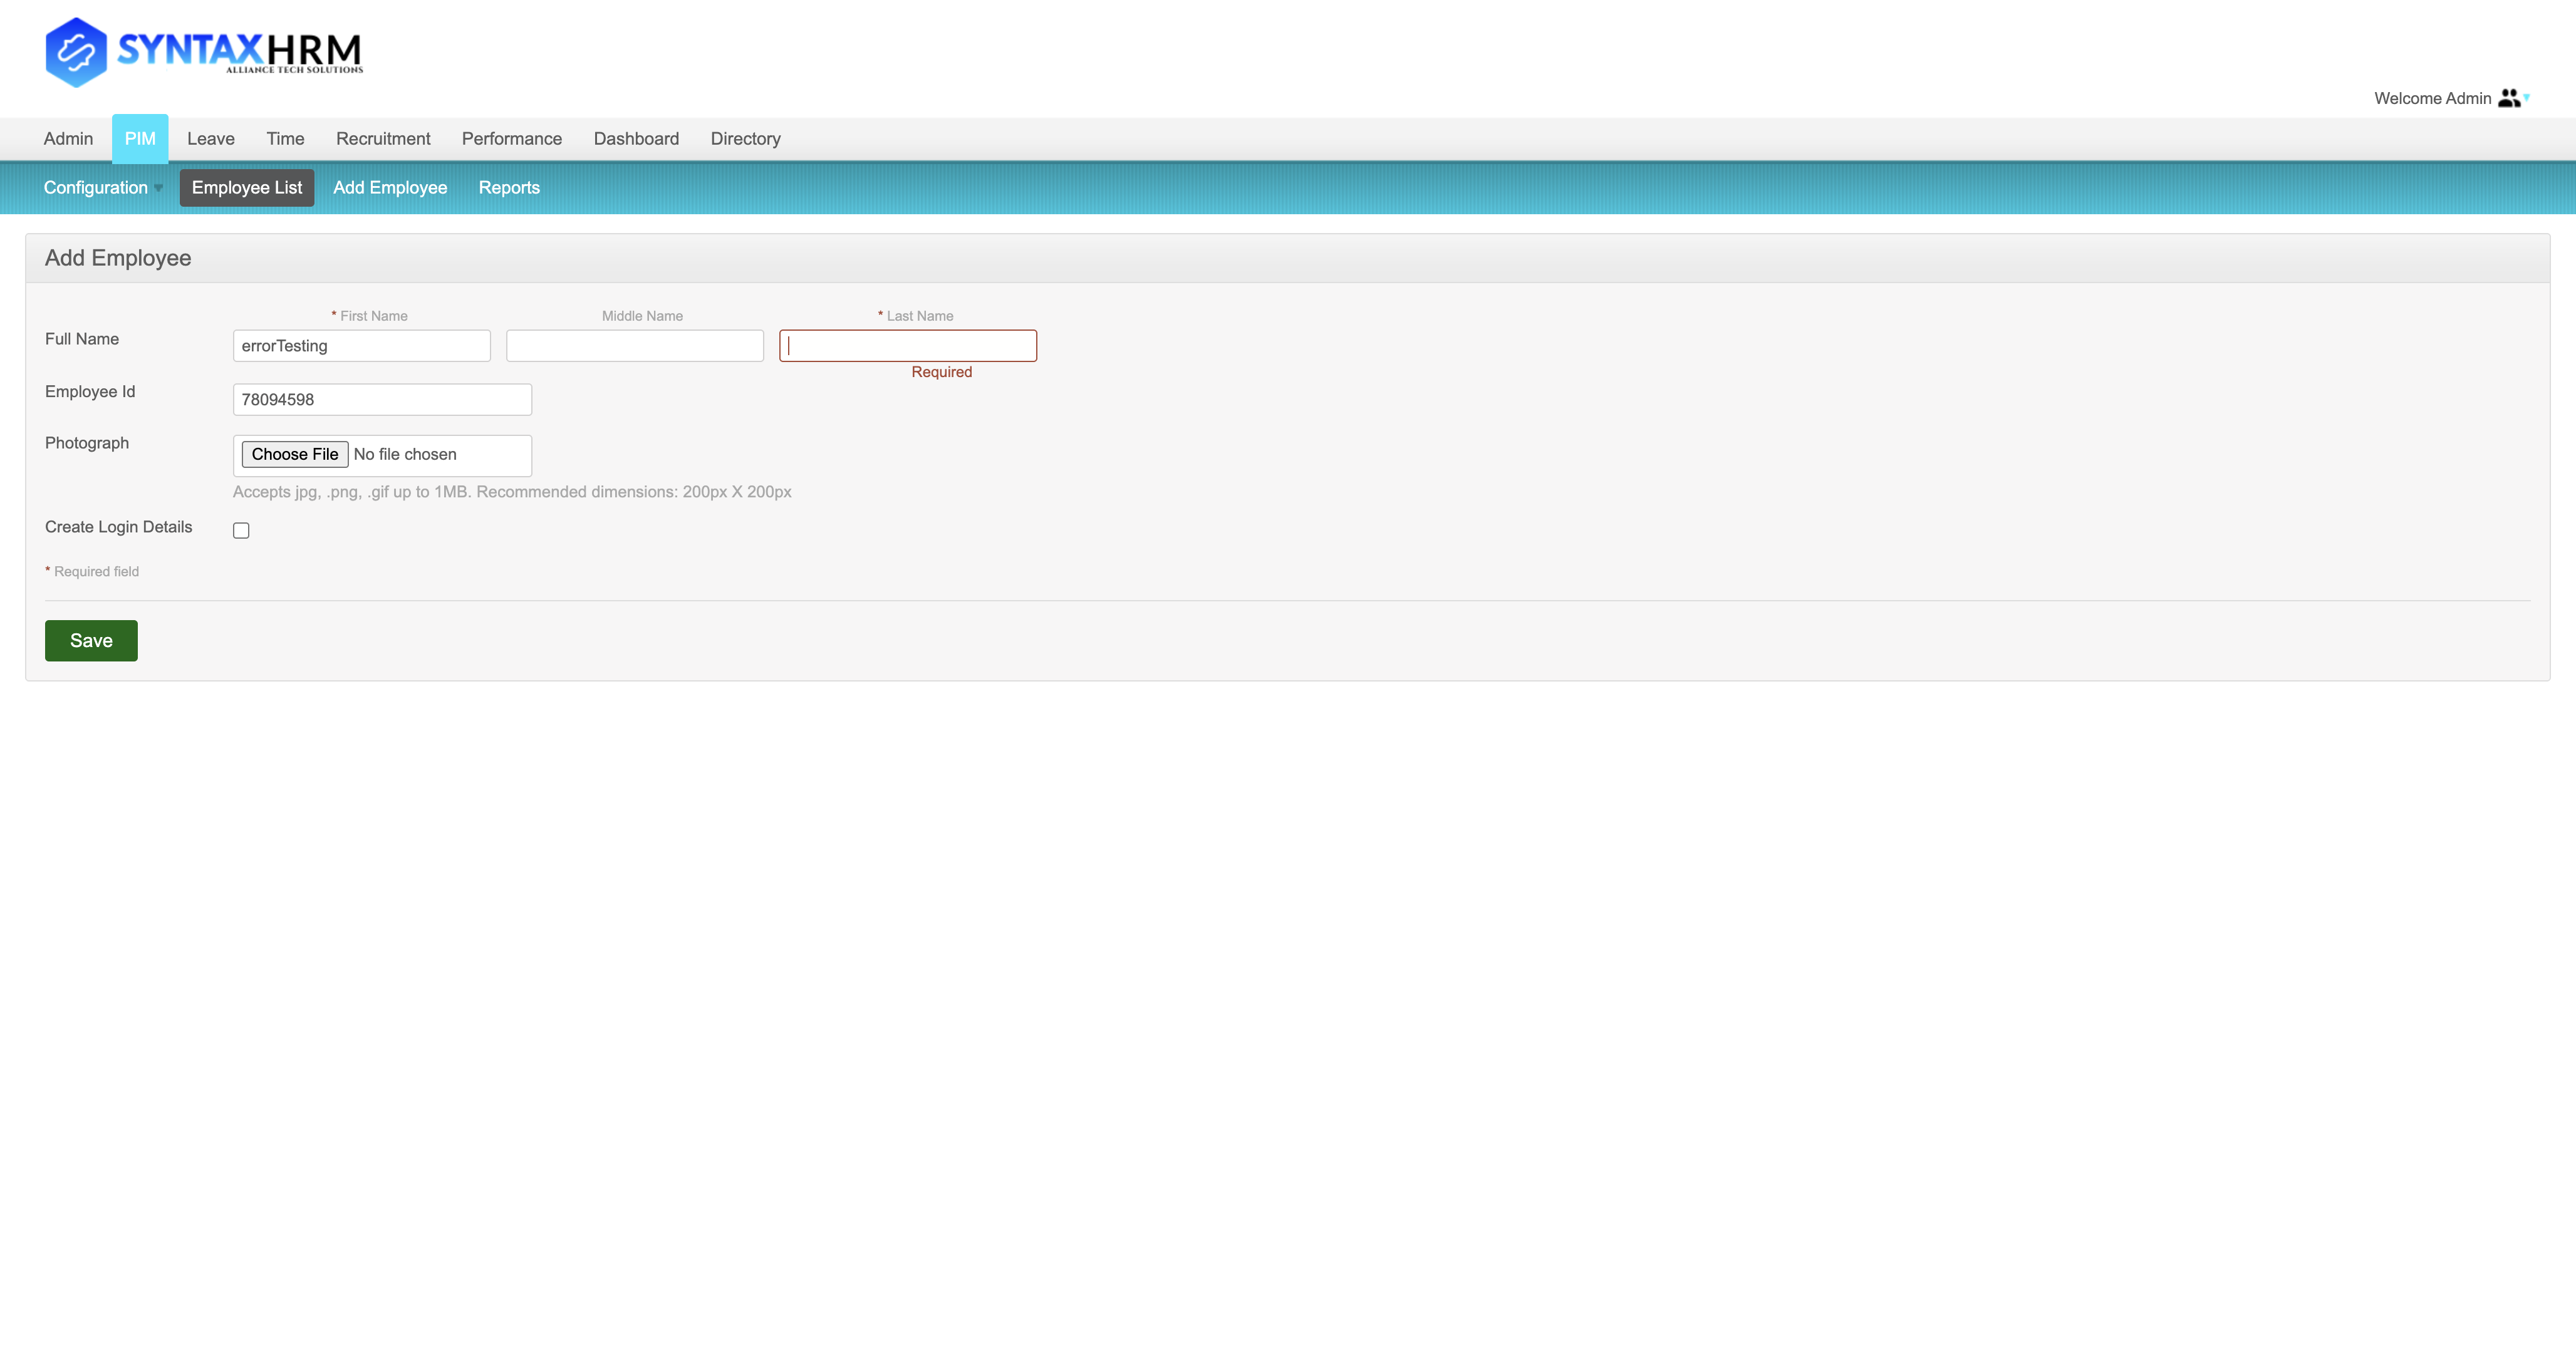 SYNTAXHRM
ALLIANCE TECH SOLUTIONS
Welcome Admin
Admin PIM Leave Time Recruitment Performance Dashboard Directory
Configuration Employee List Add Employee Reports
Add Employee
* First Name Middle Name * Last Name
Full Name errorTesting
Required
Employee Id 78094598
Photograph Choose File No file chosen
Accepts jpg, .png, .gif up to 1MB. Recommended dimensions: 200px X 200px
Create Login Details
* Required field
Save